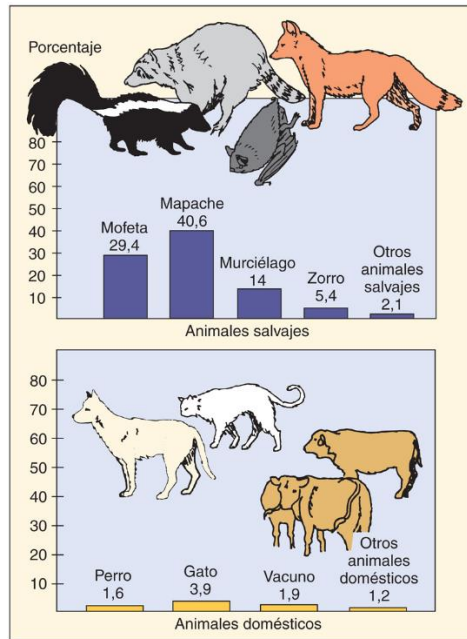 Porcentaje
80
70
60
50
40
30
20
10
Mofeta
29,4
Mapache
40,6
Murciélago
14
Zorro
5,4
Otros
animales
salvajes
2,1
Animales salvajes
80
70
60
50
40
30
20
10
Perro
1,6
Gato
3,9
Vacuno
1,9
Otros
animales
domésticos
1,2
Animales domésticos